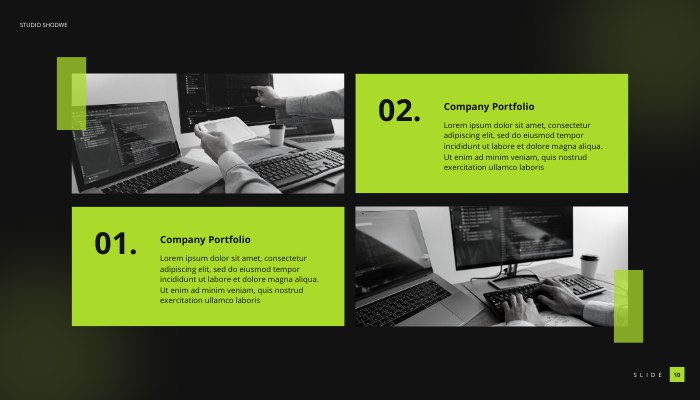 STUDIO SHODWE
02.
Company Portfolio
Lorem ipsum dolor sit amet, consectetur
adipiscing elit, sed do eiusmod tempor
incididunt ut labore et dolore magna aliqua.
Ut enim ad minim veniam, quis nostrud
exercitation ullamco laboris
01.
Company Portfolio
Lorem ipsum dolor sit amet, consectetur
adipiscing elit, sed do eiusmod tempor
incididunt ut labore et dolore magna aliqua.
Ut enim ad minim veniam, quis nostrud
exercitation ullamco laboris
SLIDE 10